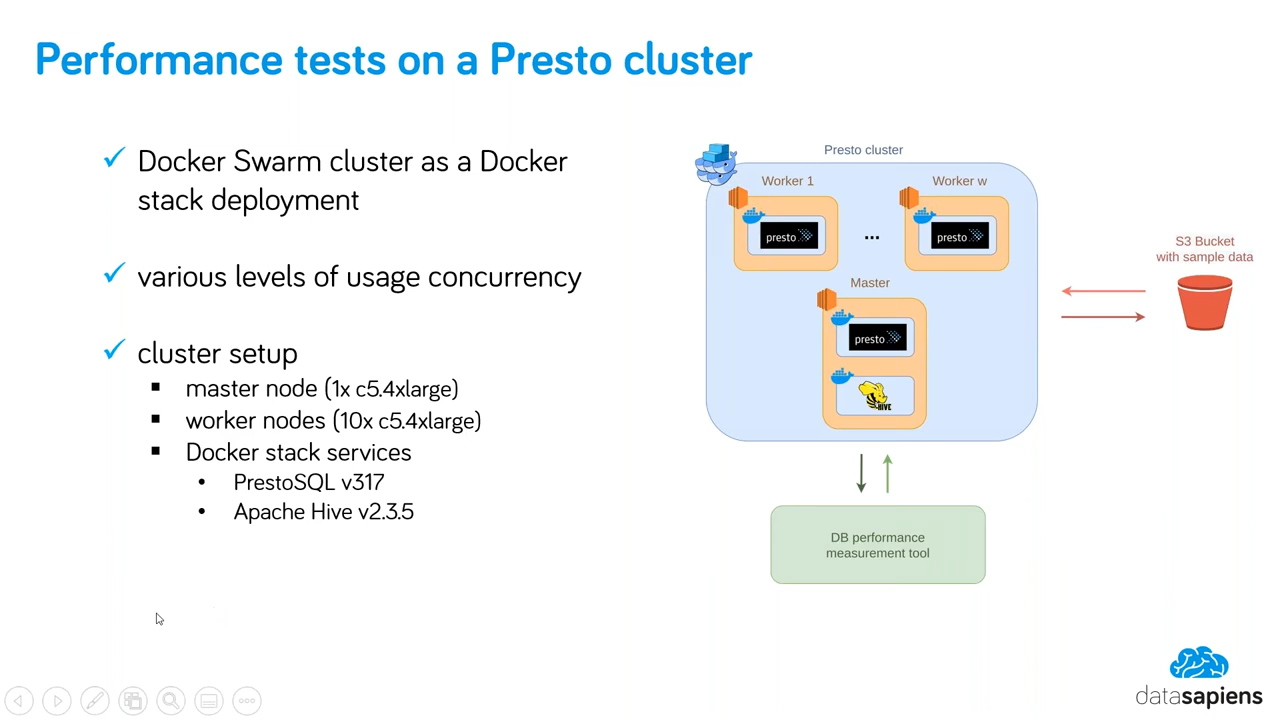 Performance tests on a Presto cluster
Docker Swarm cluster as a Docker
stack deployment
various levels of usage concurrency
cluster setup
master node (1x c5.4xlarge)
worker nodes (10x c5.4xlarge)
Docker stack services
PrestoSQL v317
Apache Hive v2.3.5
Presto cluster
Worker 1
Worker w
presto
...
presto
Master
presto
HIVE
S3 Bucket
with sample data
DB performance
measurement tool
datasapiens